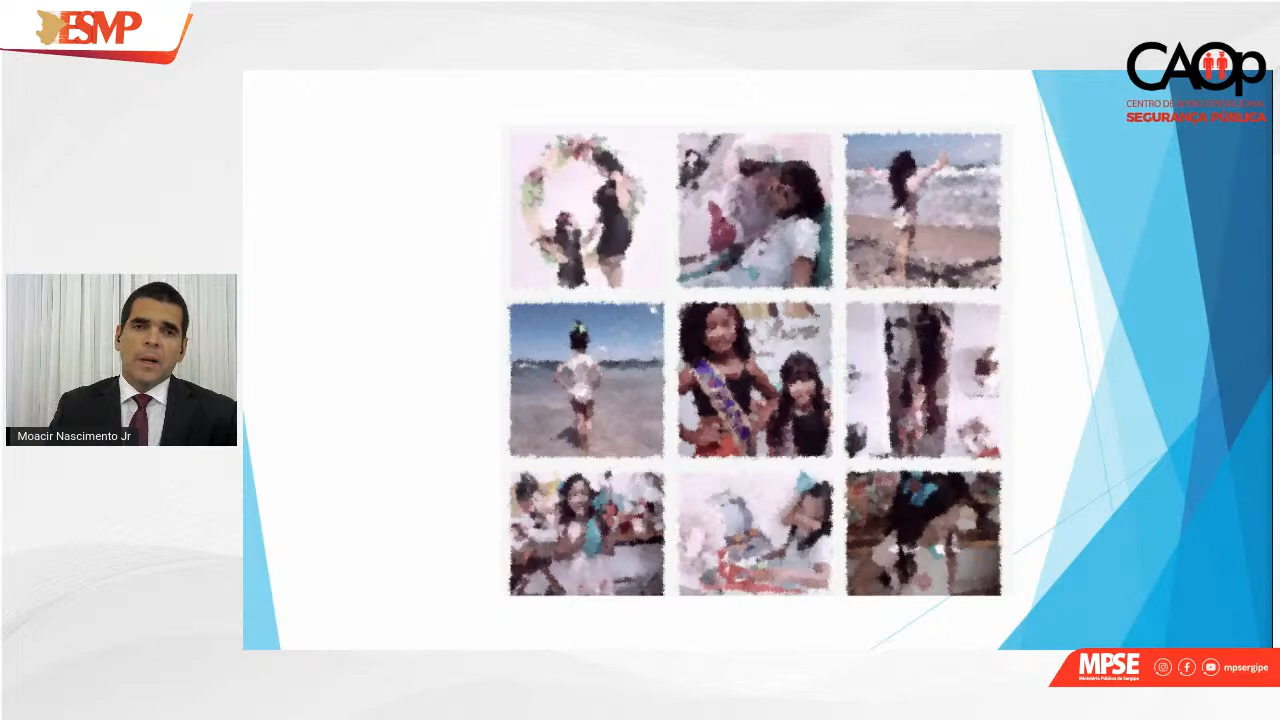 ESMP
CAOp
CENTRO DE APOIO OPERACIONAL
SEGURANÇA PÚBLICA
Moacir Nascimento Jr
MPSE
Ministério Público de Sergipe
mpsergipe